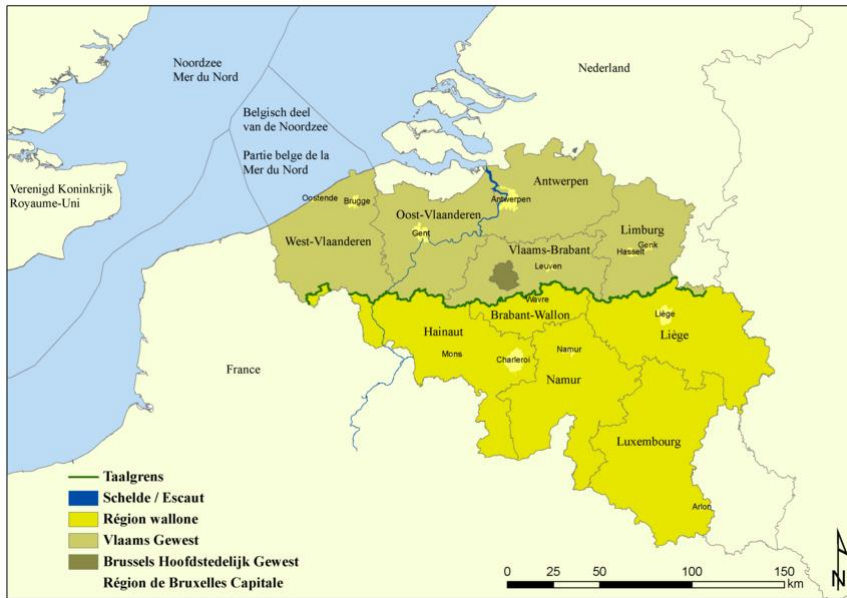 Noordzee
Mer du Nord
Nederland
Belgisch deel
van de Noordzee
Partie belge de la
Mer du Nord
Verenigd Koninkrijk
Royaume-Uni
Oostende
Brugge
West-Vlaanderen
Oost-Vlaanderen
Gent
Antwerpen
Antwerpen
Limburg
Genk
Hasselt
Vlaams-Brabant
Leuven
Wavre
Brabant-Wallon
Hainaut
Mons
Charleroi
Namur
Namur
Liège
Liège
France
Luxembourg
Arlon
Taalgrens
Schelde / Escaut
Région wallone
Vlaams Gewest
Brussels Hoofdstedelijk Gewest
Région de Bruxelles Capitale
0 25 50 100 150
km
N